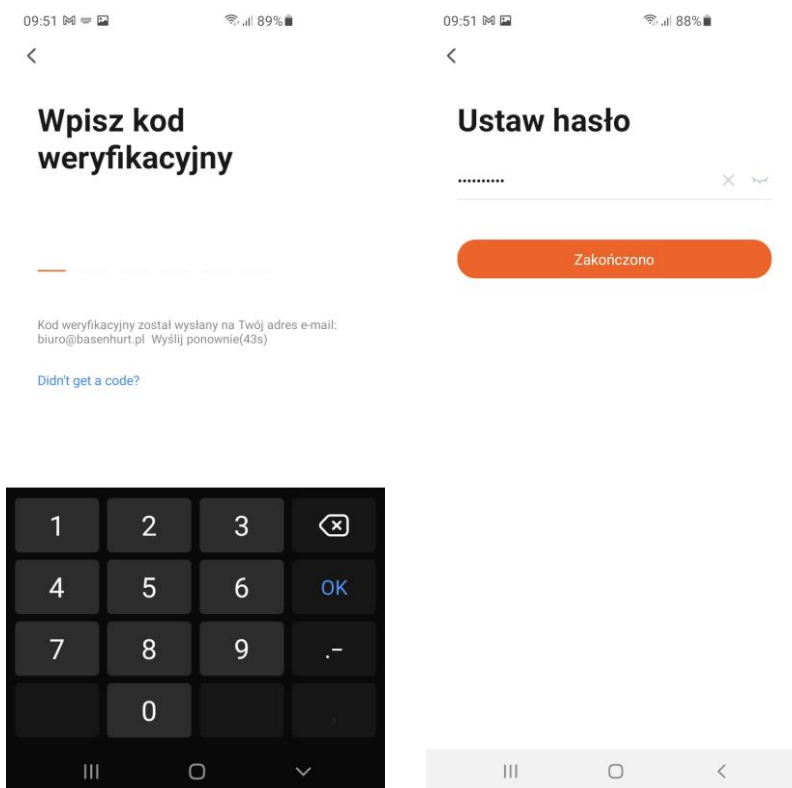 09:51 89%
Wpisz kod
weryfikacyjny
Kod weryfikacyjny został wysłany na Twój adres e-mail:
biuro@basenhurt.pl Wyślij ponownie(43s)
Didn't get a code?
1 2 3
4 5 6 OK
7 8 9 .-
0 ,
09:51 88%
Ustaw hasło
••••••••••
Zakończono